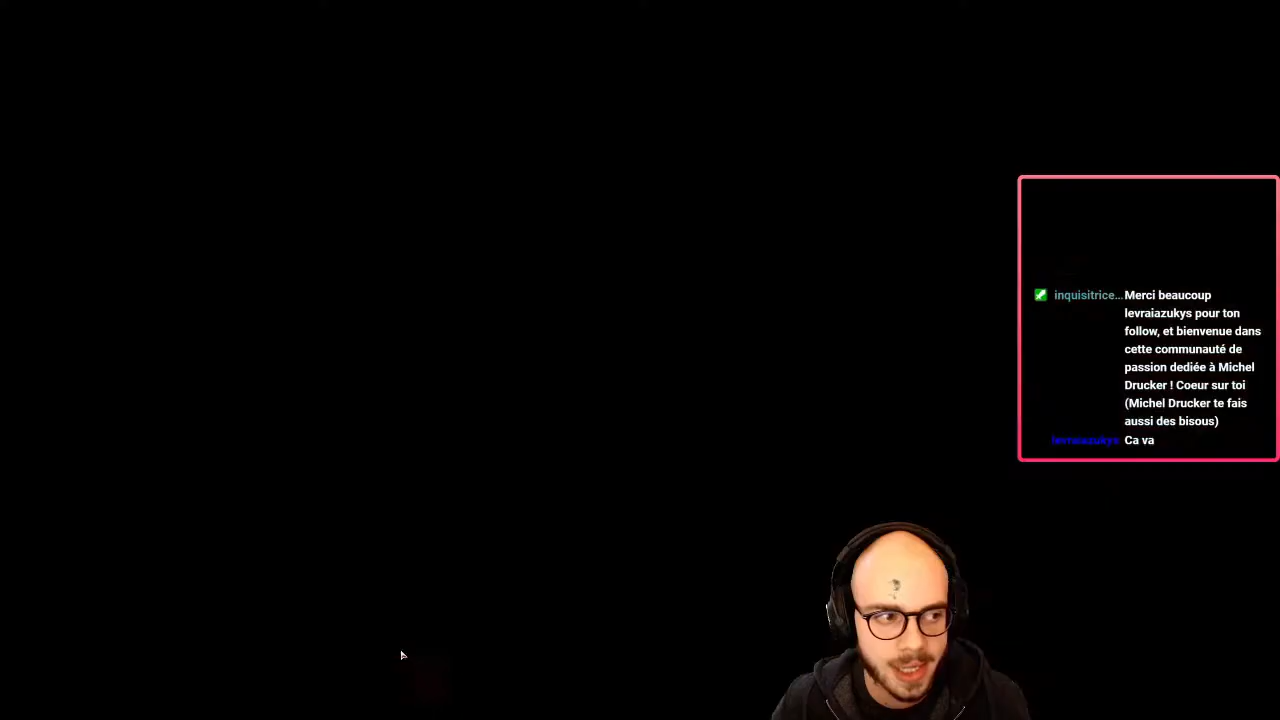 inquisitrice... Merci beaucoup
levraiazukys pour ton
follow, et bienvenue dans
cette communauté de
passion dediée à Michel
Drucker ! Coeur sur toi
(Michel Drucker te fais
aussi des bisous)
levraiazukys Ca va